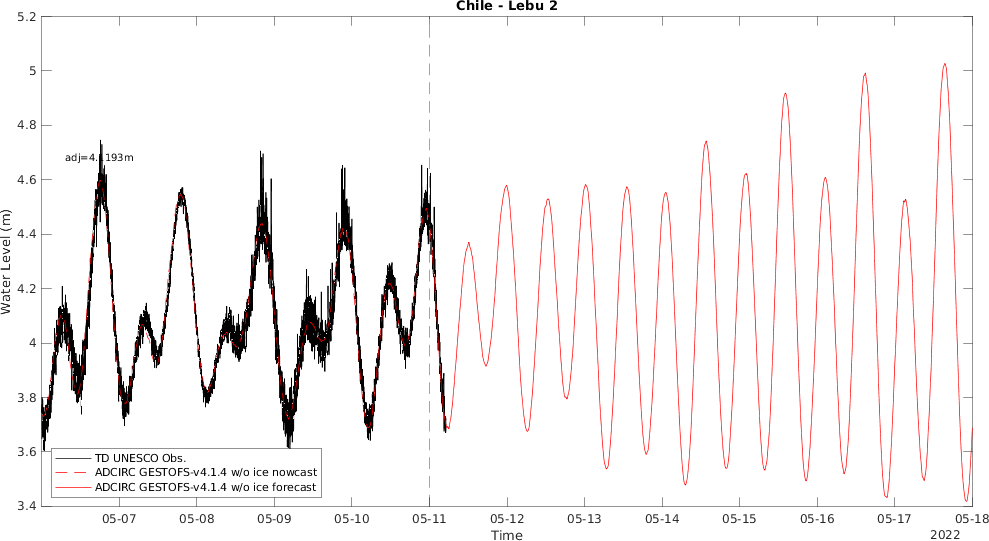 Chile - Lebu 2
5.2
5
4.8
4.6
4.4
4.2
4
3.8
3.6
3.4
Water Level (m)
adj=4.1193m
TD UNESCO Obs.
ADCIRC GESTOFS-v4.1.4 w/o ice nowcast
ADCIRC GESTOFS-v4.1.4 w/o ice forecast
05-07 05-08 05-09 05-10 05-11 05-12 05-13 05-14 05-15 05-16 05-17 05-18
Time
2022